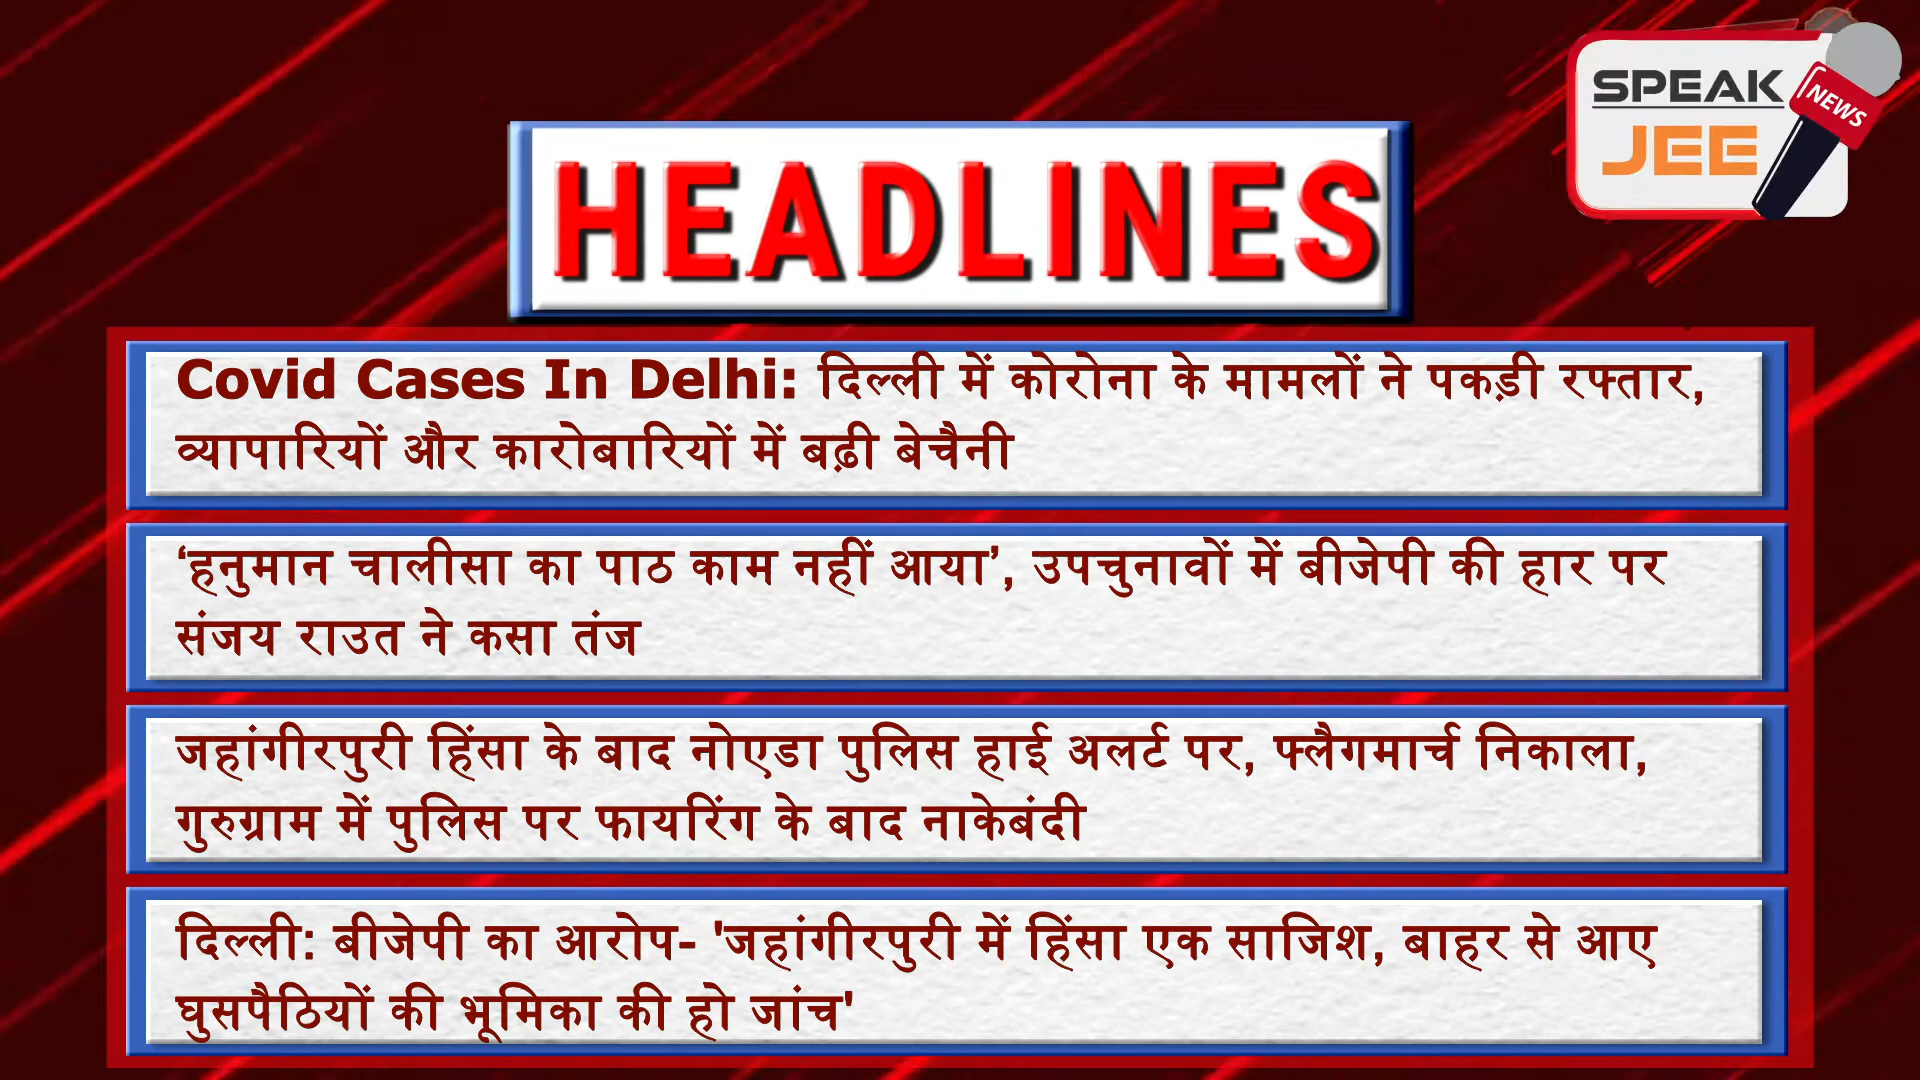 SPEAK
JEE
NEWS
HEADLINES
Covid Cases In Delhi: दिल्ली में कोरोना के मामलों ने पकड़ी रफ्तार,
व्यापारियों और कारोबारियों में बढ़ी बेचैनी
‘हनुमान चालीसा का पाठ काम नहीं आया’, उपचुनावों में बीजेपी की हार पर
संजय राउत ने कसा तंज
जहांगीरपुरी हिंसा के बाद नोएडा पुलिस हाई अलर्ट पर, फ्लैगमार्च निकाला,
गुरुग्राम में पुलिस पर फायरिंग के बाद नाकेबंदी
दिल्ली: बीजेपी का आरोप- 'जहांगीरपुरी में हिंसा एक साजिश, बाहर से आए
घुसपैठियों की भूमिका की हो जांच'